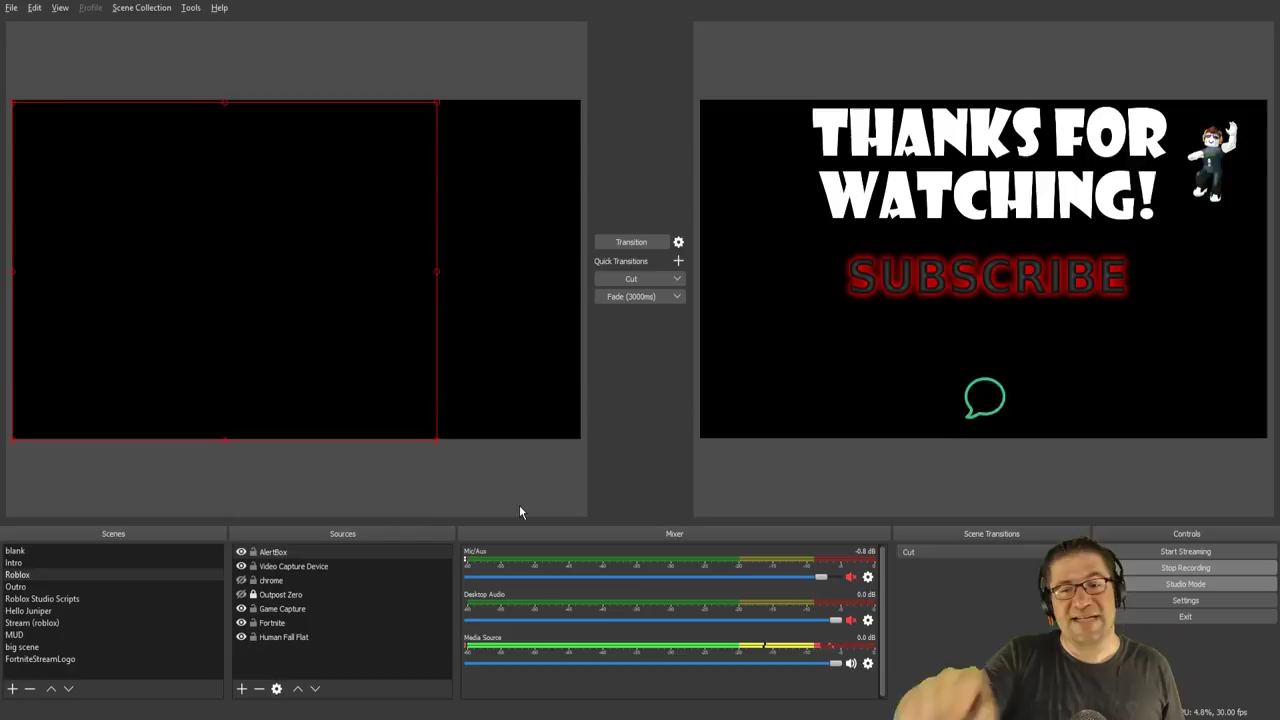 File Edit View Profile Scene Collection Tools Help
THANKS FOR
WATCHING!
SUBSCRIBE
Transition
Quick Transitions
Cut
Fade (3000ms)
Scenes
blank
Intro
Roblox
Outro
Roblox Studio Scripts
Hello Juniper
Stream (roblox)
MUD
big scene
FortniteStreamLogo
Sources
AlertBox
Video Capture Device
chrome
Outpost Zero
Game Capture
Fortnite
Human Fall Flat
Mixer
Mic/Aux -0.8 dB
Desktop Audio 0.0 dB
Media Source 0.0 dB
Scene Transitions
Cut
Controls
Start Streaming
Stop Recording
Studio Mode
Settings
Exit
4.8%, 30.00 fps